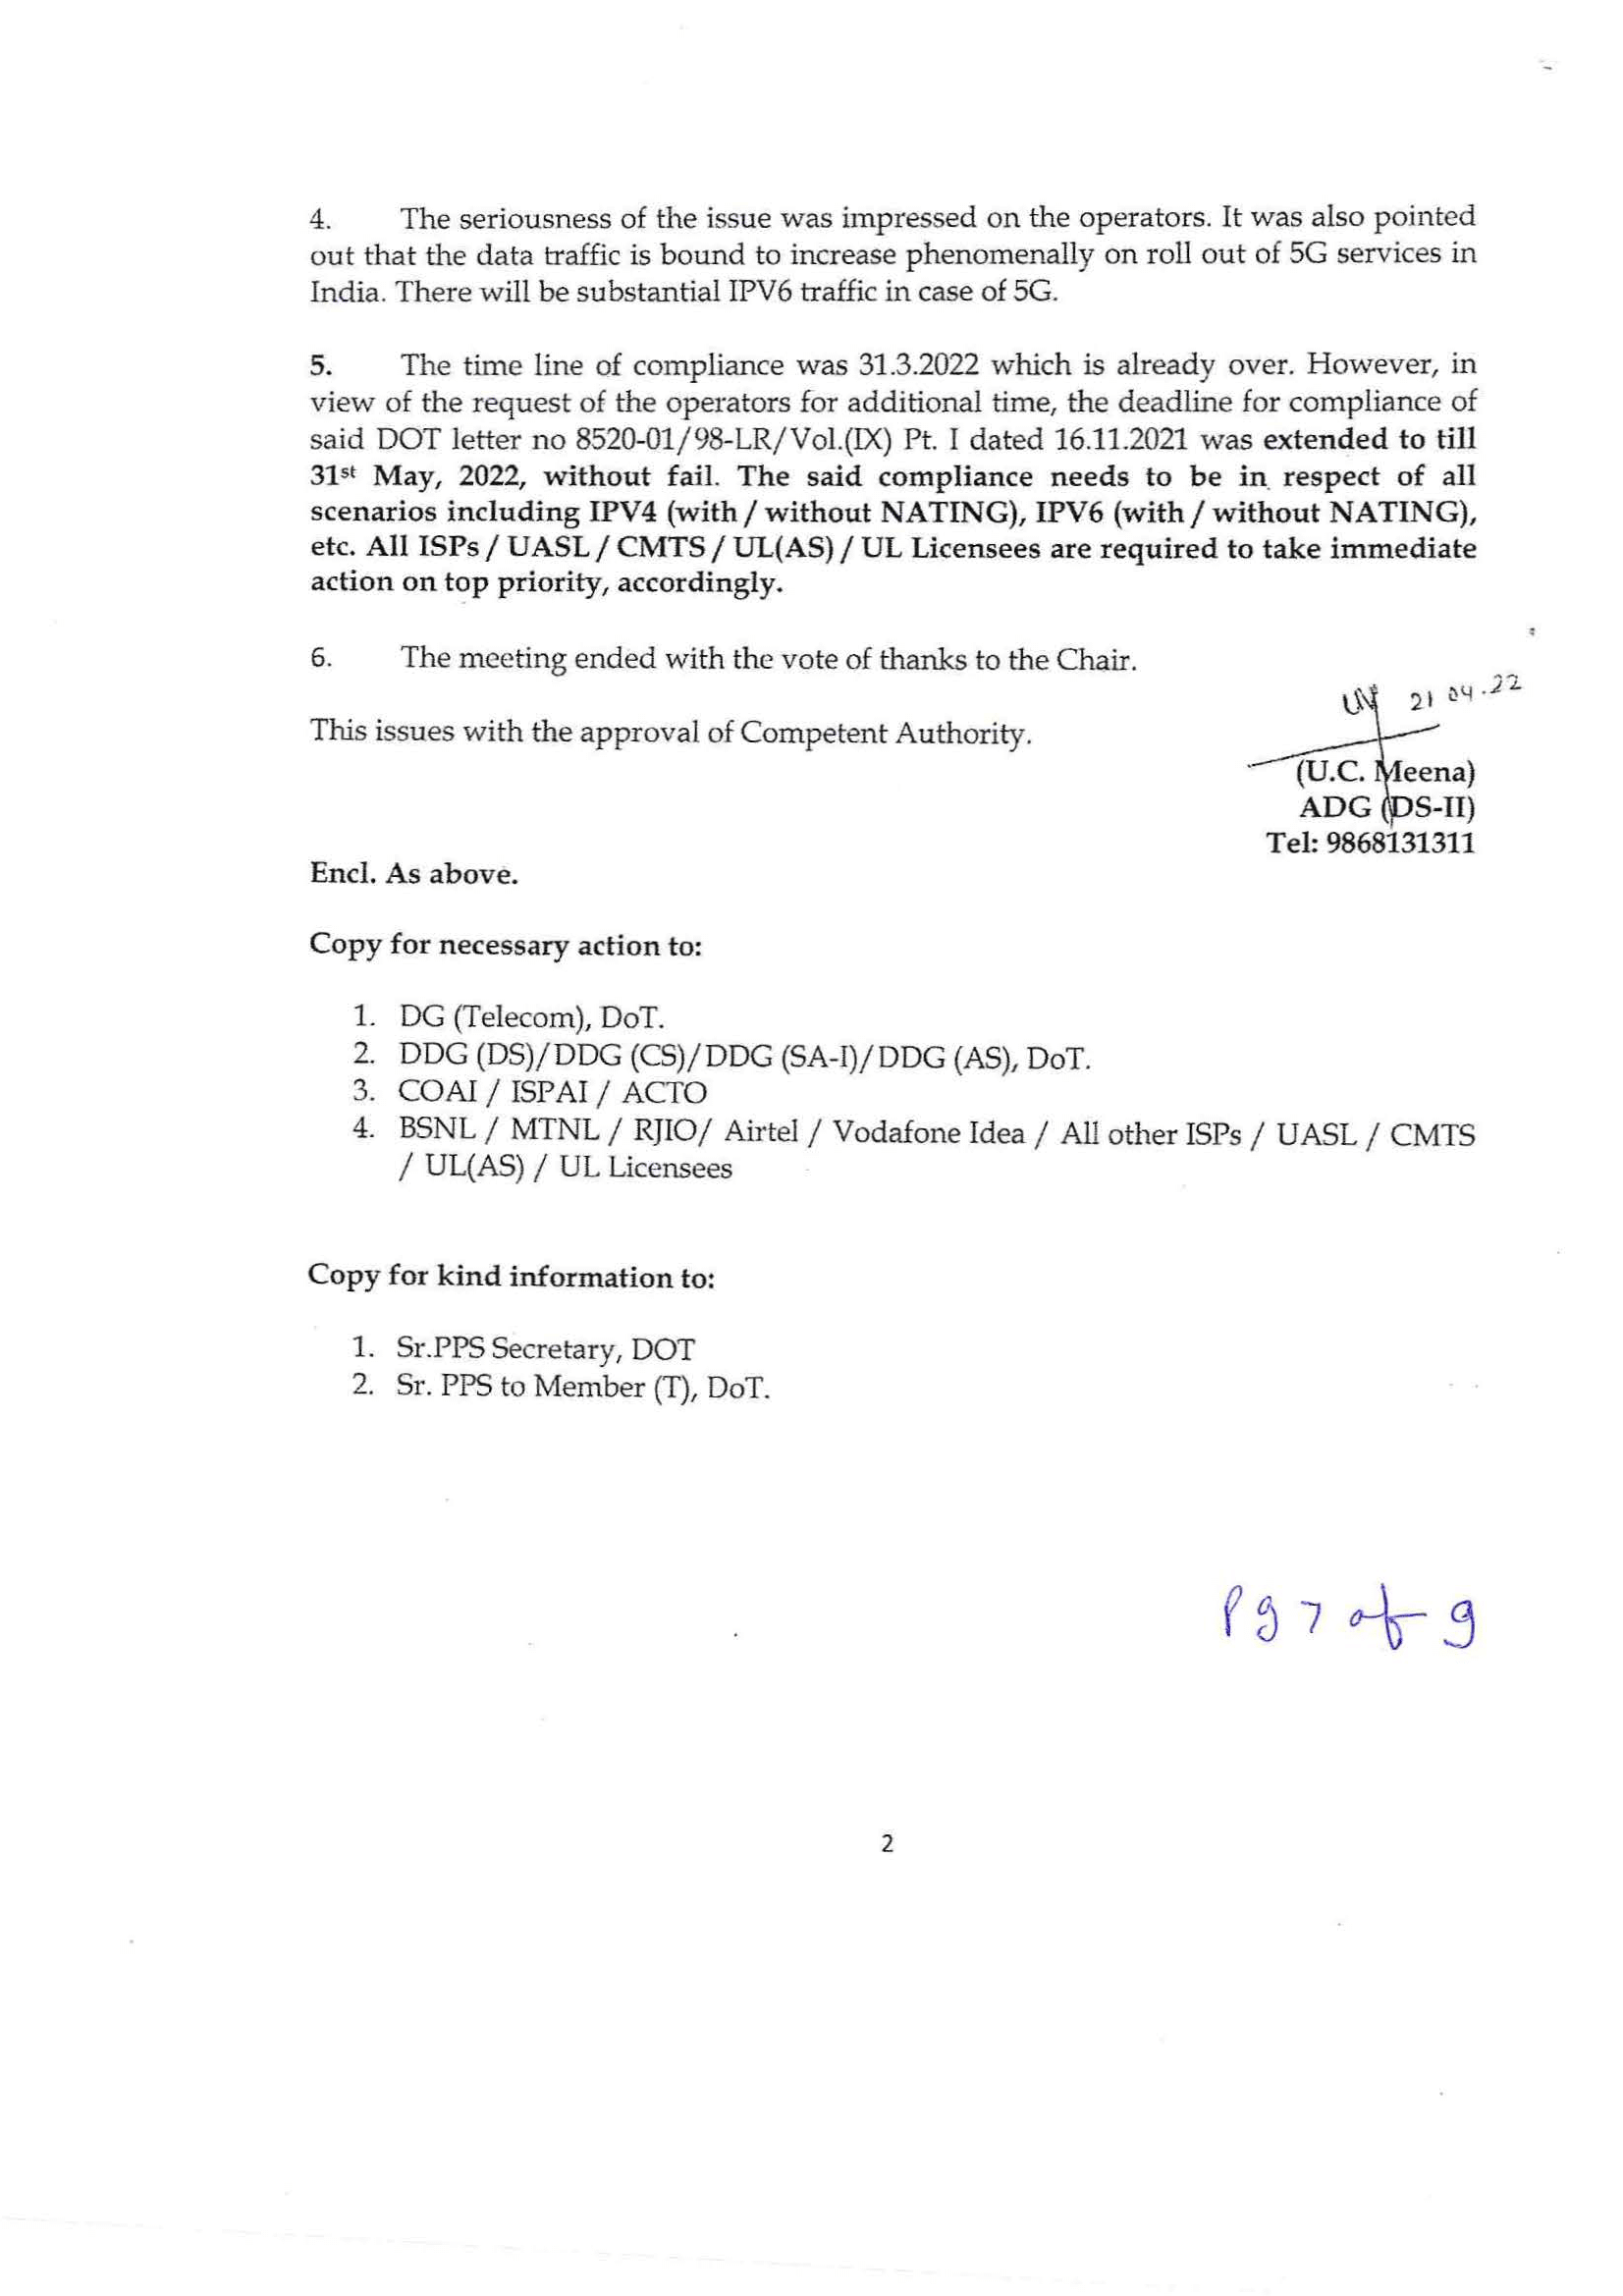 4. The seriousness of the issue was impressed on the operators. It was also pointed
out that the data traffic is bound to increase phenomenally on roll out of 5G services in
India. There will be substantial IPV6 traffic in case of 5G.
5. The time line of compliance was 31.3.2022 which is already over. However, in
view of the request of the operators for additional time, the deadline for compliance of
said DOT letter no 8520-01/98-LR/Vol.(IX) Pt. I dated 16.11.2021 was extended to till
31st May, 2022, without fail. The said compliance needs to be in respect of all
scenarios including IPV4 (with / without NATING), IPV6 (with / without NATING),
etc. All ISPs / UASL / CMTS / UL(AS) / UL Licensees are required to take immediate
action on top priority, accordingly.
6. The meeting ended with the vote of thanks to the Chair.
21 04.22
This issues with the approval of Competent Authority.
(U.C. Meena)
ADG (DS-II)
Tel: 9868131311
Encl. As above.
Copy for necessary action to:
1. DG (Telecom), DoT.
2. DDG (DS)/DDG (CS)/DDG (SA-I)/DDG (AS), DoT.
3. COAI / ISPAI / ACTO
4. BSNL / MTNL / RJIO/ Airtel / Vodafone Idea / All other ISPs / UASL / CMTS
/ UL(AS) / UL Licensees
Copy for kind information to:
1. Sr.PPS Secretary, DOT
2. Sr. PPS to Member (T), DoT.
Pg 7 of 9
2